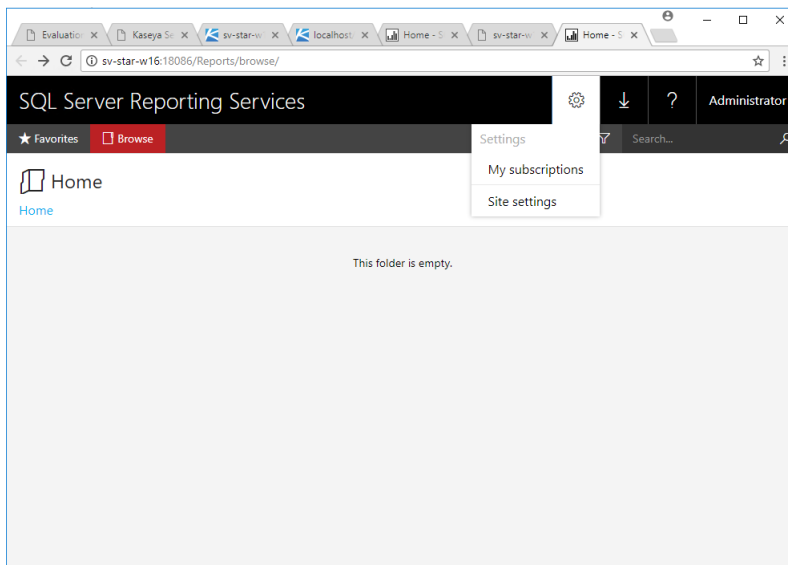 Evaluation
Kaseya Se
sv-star-w
localhost/
Home - S
sv-star-w
Home - S
sv-star-w16:18086/Reports/browse/
SQL Server Reporting Services
? Administrator
★ Favorites Browse
Search...
Settings
My subscriptions
Site settings
Home
Home
This folder is empty.